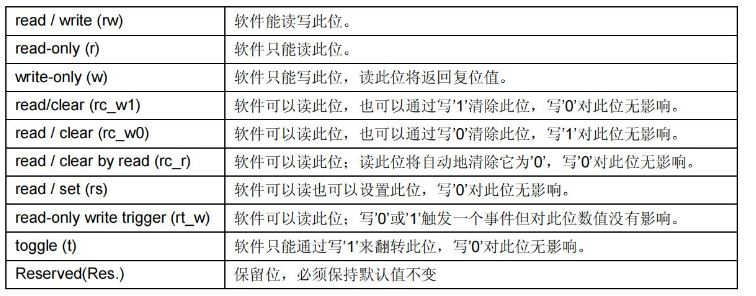 read / write (rw) 软件能读写此位。
read-only (r) 软件只能读此位。
write-only (w) 软件只能写此位，读此位将返回复位值。
read/clear (rc_w1) 软件可以读此位，也可以通过写’1’清除此位，写’0’对此位无影响。
read / clear (rc_w0) 软件可以读此位，也可以通过写’0’清除此位，写’1’对此位无影响。
read / clear by read (rc_r) 软件可以读此位；读此位将自动地清除它为’0’，写’0’对此位无影响。
read / set (rs) 软件可以读也可以设置此位，写’0’对此位无影响。
read-only write trigger (rt_w) 软件可以读此位；写’0’或’1’触发一个事件但对此位数值没有影响。
toggle (t) 软件只能通过写’1’来翻转此位，写’0’对此位无影响。
Reserved(Res.) 保留位，必须保持默认值不变